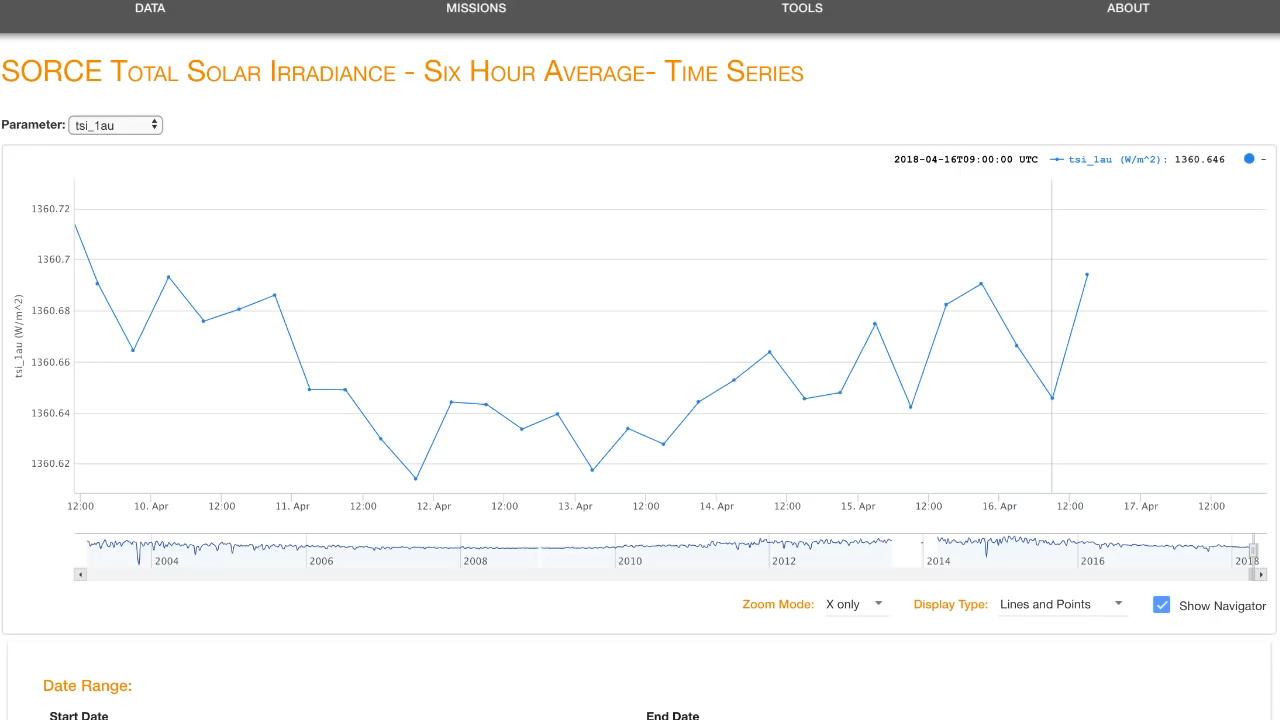 DATA MISSIONS TOOLS ABOUT
SORCE Total Solar Irradiance - Six Hour Average- Time Series
Parameter: tsi_1au
2018-04-16T09:00:00 UTC tsi_1au (W/m^2): 1360.646 -
1360.72
1360.7
1360.68
1360.66
1360.64
1360.62
tsi_1au (W/m^2)
12:00 10. Apr 12:00 11. Apr 12:00 12. Apr 12:00 13. Apr 12:00 14. Apr 12:00 15. Apr 12:00 16. Apr 12:00 17. Apr 12:00
2004 2006 2008 2010 2012 2014 2016 2018
Zoom Mode: X only Display Type: Lines and Points Show Navigator
Date Range:
Start Date End Date